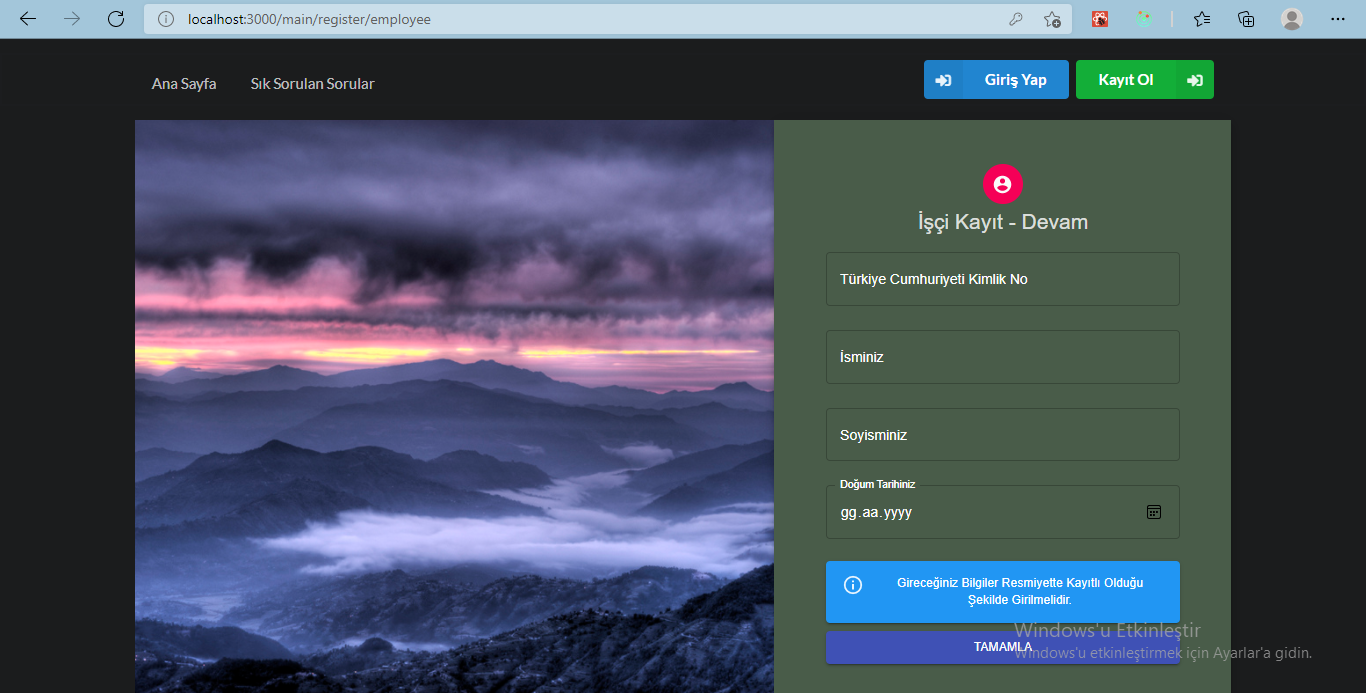 localhost:3000/main/register/employee
Ana Sayfa
Sık Sorulan Sorular
Giriş Yap
Kayıt Ol
İşçi Kayıt - Devam
Türkiye Cumhuriyeti Kimlik No
İsminiz
Soyisminiz
Doğum Tarihiniz
gg.aa.yyyy
Gireceğiniz Bilgiler Resmiyette Kayıtlı Olduğu
Şekilde Girilmelidir.
Windows'u Etkinleştir
TAMAMLA
Windows'u etkinleştirmek için Ayarlar'a gidin.